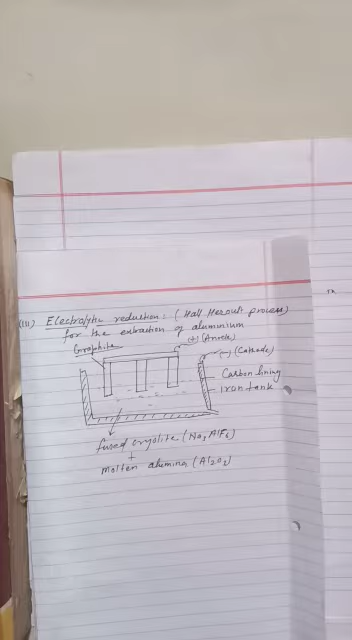 (III) Electrolytic reduction: (Hall Heroult process)
for the extraction of aluminium
Graphite
(+) (Anode)
(-) (Cathode)
Carbon lining
iron tank
fused cryolite (Na3AlF6)
+
Molten alumina (Al2O3)